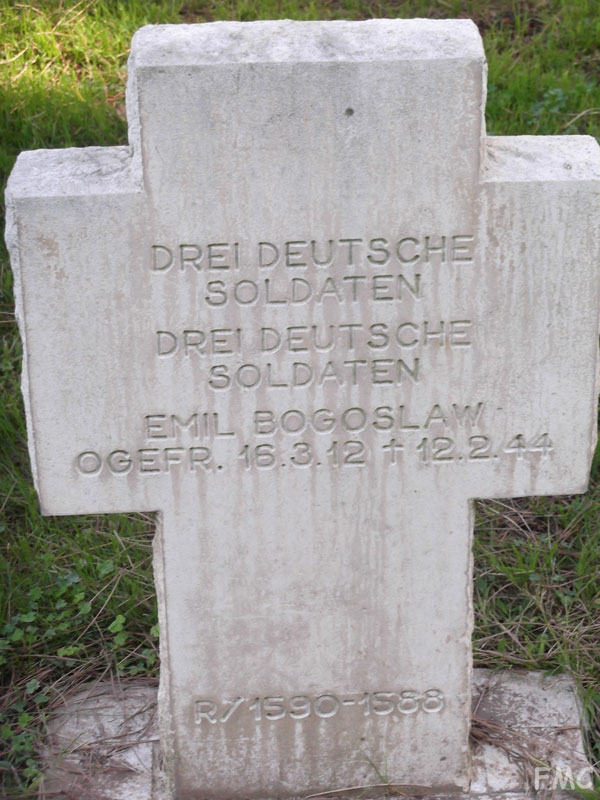 DREI DEUTSCHE
SOLDATEN
DREI DEUTSCHE
SOLDATEN
EMIL BOGOSLAW
OGEFR. 16.3.12 † 12.2.44
R/1590-1588
FMG